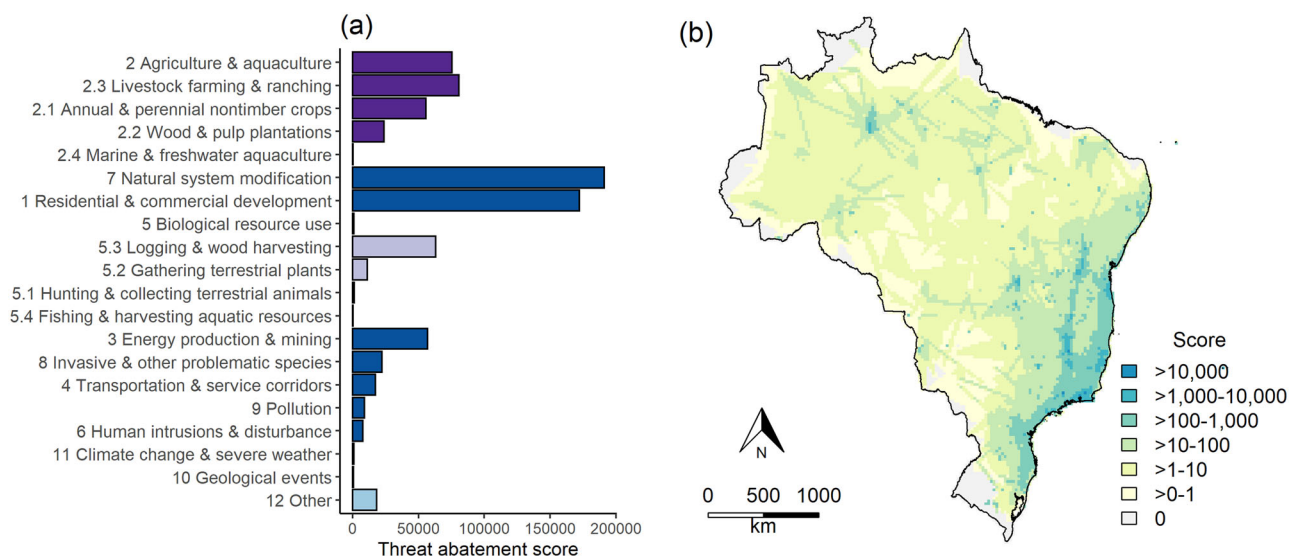 (a)
2 Agriculture & aquaculture
2.3 Livestock farming & ranching
2.1 Annual & perennial nontimber crops
2.2 Wood & pulp plantations
2.4 Marine & freshwater aquaculture
7 Natural system modification
1 Residential & commercial development
5 Biological resource use
5.3 Logging & wood harvesting
5.2 Gathering terrestrial plants
5.1 Hunting & collecting terrestrial animals
5.4 Fishing & harvesting aquatic resources
3 Energy production & mining
8 Invasive & other problematic species
4 Transportation & service corridors
9 Pollution
6 Human intrusions & disturbance
11 Climate change & severe weather
10 Geological events
12 Other
0 50000 100000 150000 200000
Threat abatement score
(b)
Score
>10,000
>1,000-10,000
>100-1,000
>10-100
>1-10
>0-1
0
N
0 500 1000
km